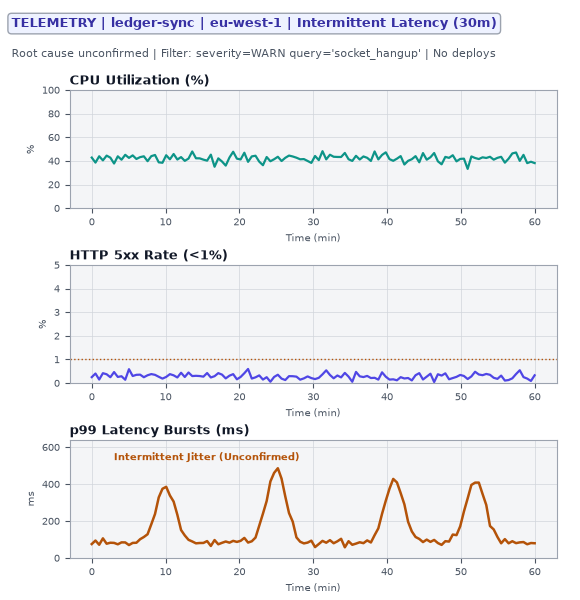 TELEMETRY | ledger-sync | eu-west-1 | Intermittent Latency (30m)
Root cause unconfirmed | Filter: severity=WARN query='socket_hangup' | No deploys
CPU Utilization (%)
100
80
60
40
20
0
%
0 10 20 30 40 50 60
Time (min)
HTTP 5xx Rate (<1%)
5
4
3
2
1
0
%
0 10 20 30 40 50 60
Time (min)
p99 Latency Bursts (ms)
Intermittent Jitter (Unconfirmed)
600
400
200
0
ms
0 10 20 30 40 50 60
Time (min)